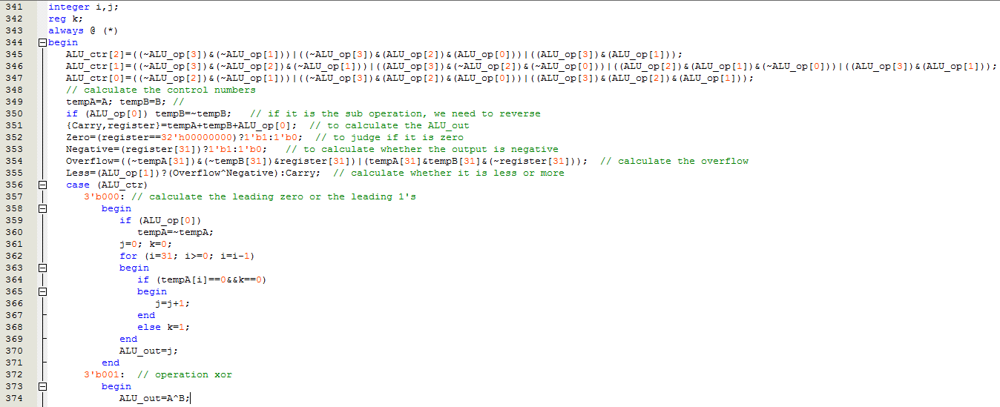 341 integer i,j;
342 reg k;
343 always @ (*)
344 begin
345 ALU_ctr[2]=((~ALU_op[3])&(~ALU_op[1]))|((~ALU_op[3])&(ALU_op[2])&(ALU_op[0]))|((ALU_op[3])&(ALU_op[1]));
346 ALU_ctr[1]=((~ALU_op[3])&(~ALU_op[2])&(~ALU_op[1]))|((ALU_op[3])&(~ALU_op[2])&(~ALU_op[0]))|((ALU_op[2])&(ALU_op[1])&(~ALU_op[0]))|((ALU_op[3])&(ALU_op[1]));
347 ALU_ctr[0]=((~ALU_op[2])&(~ALU_op[1]))|((~ALU_op[3])&(ALU_op[2])&(ALU_op[0]))|((ALU_op[3])&(ALU_op[2])&(ALU_op[1]));
348 // calculate the control numbers
349 tempA=A; tempB=B; //
350 if (ALU_op[0]) tempB=~tempB; // if it is the sub operation, we need to reverse
351 {Carry,register}=tempA+tempB+ALU_op[0]; // to calculate the ALU_out
352 Zero=(register==32'h00000000)?1'b1:1'b0; // to judge if it is zero
353 Negative=(register[31])?1'b1:1'b0; // to calculate whether the output is negative
354 Overflow=((~tempA[31])&(~tempB[31])&register[31])|(tempA[31]&tempB[31]&(~register[31])); // calculate the overflow
355 Less=(ALU_op[1])?(Overflow^Negative):Carry; // calculate whether it is less or more
356 case (ALU_ctr)
357 3'b000: // calculate the leading zero or the leading 1's
358 begin
359 if (ALU_op[0])
360 tempA=~tempA;
361 j=0; k=0;
362 for (i=31; i>=0; i=i-1)
363 begin
364 if (tempA[i]==0&&k==0)
365 begin
366 j=j+1;
367 end
368 else k=1;
369 end
370 ALU_out=j;
371 end
372 3'b001: // operation xor
373 begin
374 ALU_out=A^B;